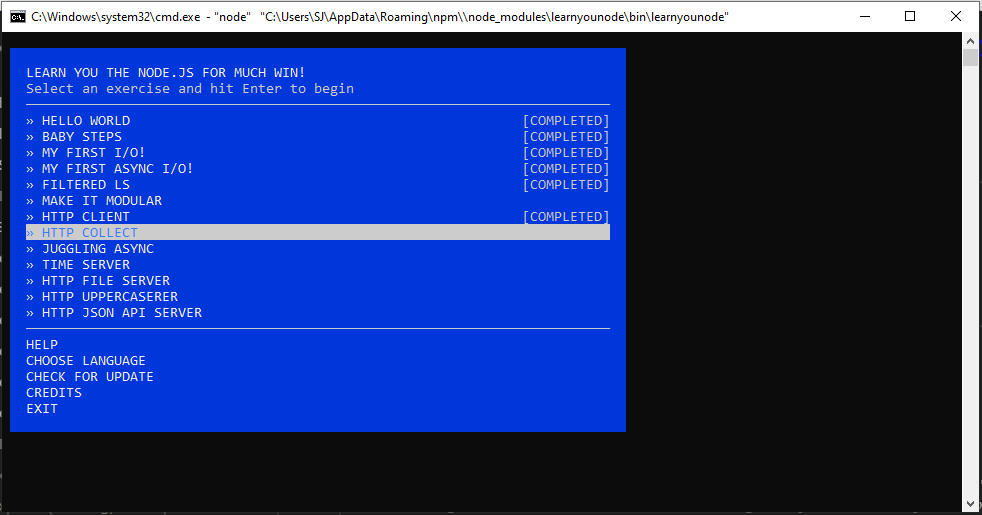 C:\Windows\system32\cmd.exe - "node" "C:\Users\SJ\AppData\Roaming\npm\\node_modules\learnyounode\bin\learnyounode"
LEARN YOU THE NODE.JS FOR MUCH WIN!
Select an exercise and hit Enter to begin
» HELLO WORLD [COMPLETED]
» BABY STEPS [COMPLETED]
» MY FIRST I/O! [COMPLETED]
» MY FIRST ASYNC I/O! [COMPLETED]
» FILTERED LS [COMPLETED]
» MAKE IT MODULAR
» HTTP CLIENT [COMPLETED]
» HTTP COLLECT
» JUGGLING ASYNC
» TIME SERVER
» HTTP FILE SERVER
» HTTP UPPERCASERER
» HTTP JSON API SERVER
HELP
CHOOSE LANGUAGE
CHECK FOR UPDATE
CREDITS
EXIT